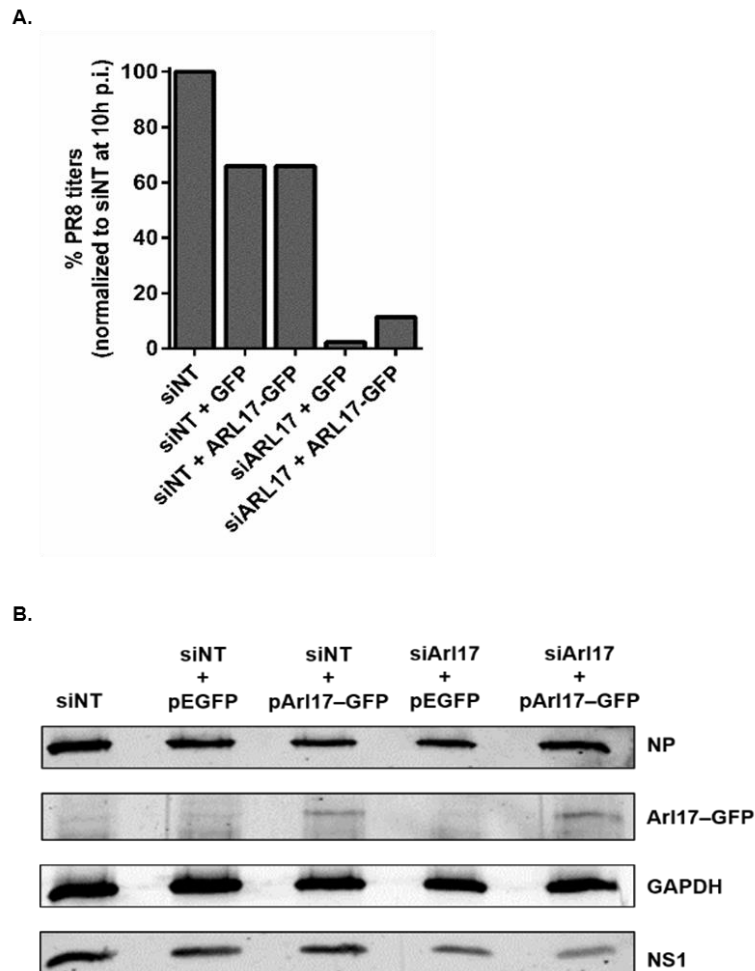 A.
% PR8 titers
(normalized to siNT at 10h p.i.)
100
80
60
40
20
0
siNT
siNT + GFP
siNT + ARL17-GFP
siARL17 + GFP
siARL17 + ARL17-GFP
B.
siNT
siNT
+
pEGFP
siNT
+
pArl17–GFP
siArl17
+
pEGFP
siArl17
+
pArl17–GFP
NP
Arl17–GFP
GAPDH
NS1